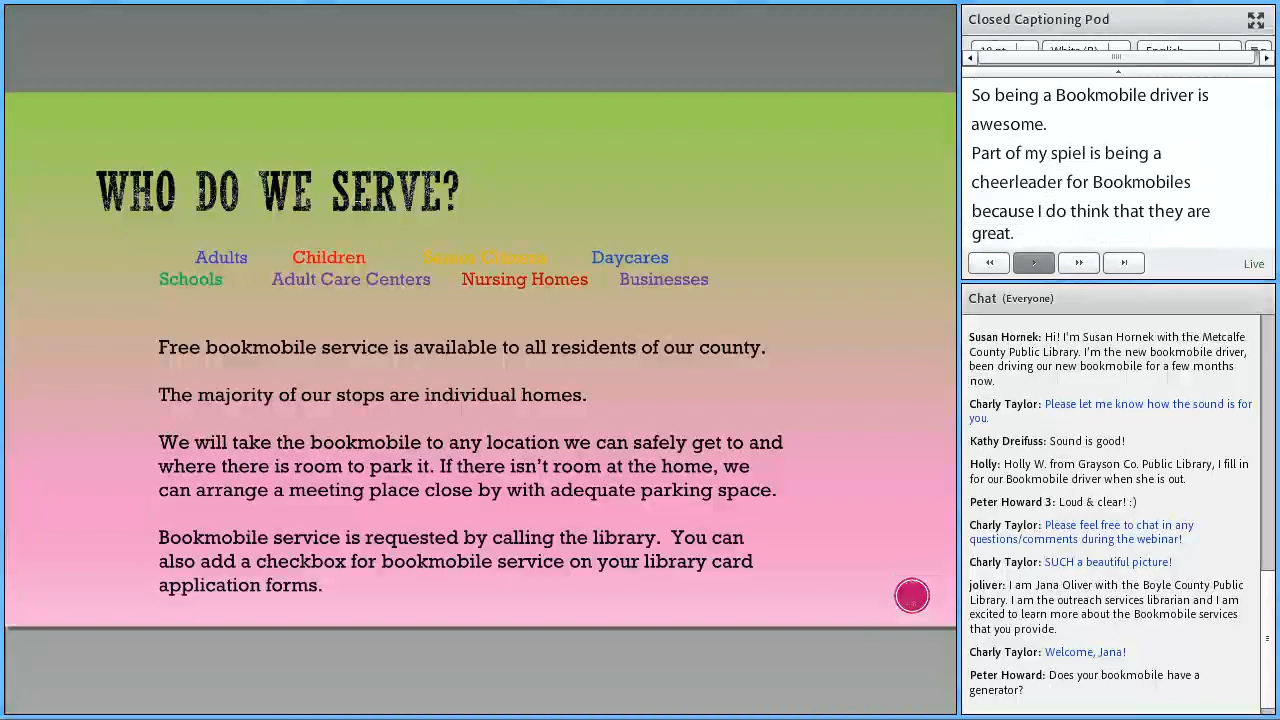 WHO DO WE SERVE?
Adults Children Senior Citizens Daycares
Schools Adult Care Centers Nursing Homes Businesses
Free bookmobile service is available to all residents of our county.
The majority of our stops are individual homes.
We will take the bookmobile to any location we can safely get to and
where there is room to park it. If there isn’t room at the home, we
can arrange a meeting place close by with adequate parking space.
Bookmobile service is requested by calling the library. You can
also add a checkbox for bookmobile service on your library card
application forms.
Closed Captioning Pod
So being a Bookmobile driver is
awesome.
Part of my spiel is being a
cheerleader for Bookmobiles
because I do think that they are
great.
Live
Chat (Everyone)
Susan Hornek: Hi! I'm Susan Hornek with the Metcalfe
County Public Library. I'm the new bookmobile driver,
been driving our new bookmobile for a few months
now.
Charly Taylor: Please let me know how the sound is for
you.
Kathy Dreifuss: Sound is good!
Holly: Holly W. from Grayson Co. Public Library, I fill in
for our Bookmobile driver when she is out.
Peter Howard 3: Loud & clear! :)
Charly Taylor: Please feel free to chat in any
questions/comments during the webinar!
Charly Taylor: SUCH a beautiful picture!
joliver: I am Jana Oliver with the Boyle County Public
Library. I am the outreach services librarian and I am
excited to learn more about the Bookmobile services
that you provide.
Charly Taylor: Welcome, Jana!
Peter Howard: Does your bookmobile have a
generator?